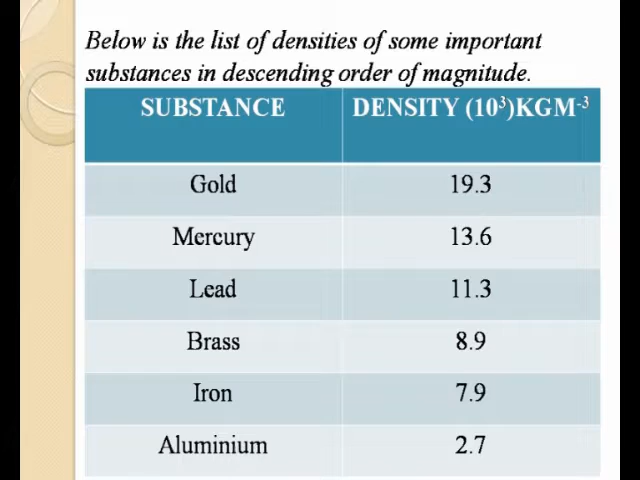 Below is the list of densities of some important
substances in descending order of magnitude.
SUBSTANCE DENSITY (10³)KGM⁻³
Gold 19.3
Mercury 13.6
Lead 11.3
Brass 8.9
Iron 7.9
Aluminium 2.7